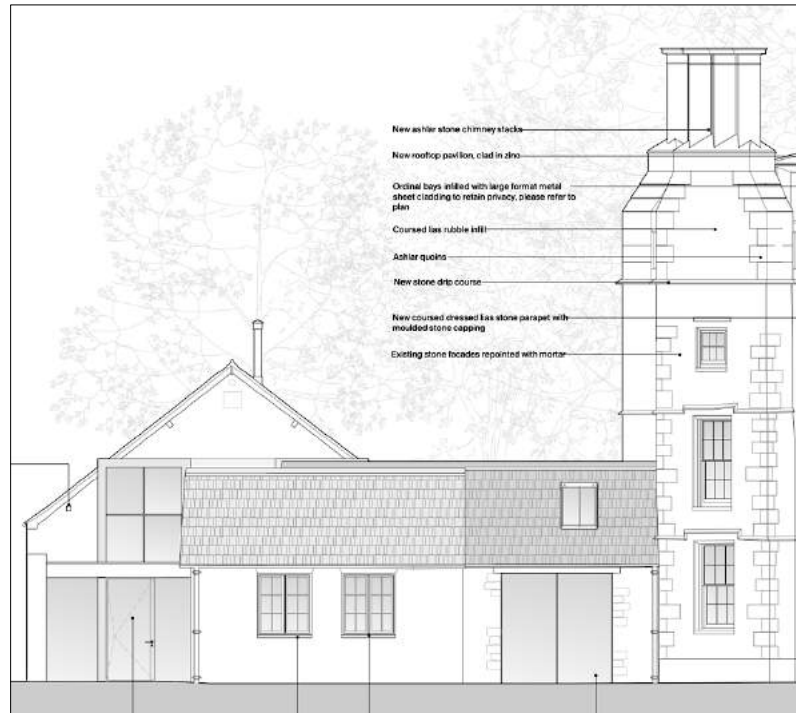 New ashlar stone chimney stacks
New rooftop pavilion, clad in zinc
Ordinal bays infilled with large format metal
sheet cladding to retain privacy, please refer to
plan
Coursed lias rubble infill
Ashlar quoins
New stone drip course
New coursed dressed lias stone parapet with
moulded stone capping
Existing stone facades repointed with mortar